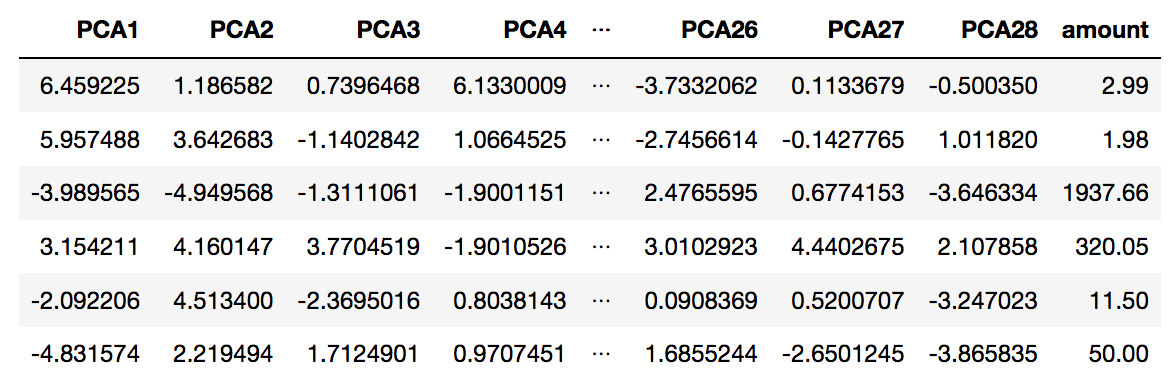 PCA1 PCA2 PCA3 PCA4 ... PCA26 PCA27 PCA28 amount
6.459225 1.186582 0.7396468 6.1330009 ... -3.7332062 0.1133679 -0.500350 2.99
5.957488 3.642683 -1.1402842 1.0664525 ... -2.7456614 -0.1427765 1.011820 1.98
-3.989565 -4.949568 -1.3111061 -1.9001151 ... 2.4765595 0.6774153 -3.646334 1937.66
3.154211 4.160147 3.7704519 -1.9010526 ... 3.0102923 4.4402675 2.107858 320.05
-2.092206 4.513400 -2.3695016 0.8038143 ... 0.0908369 0.5200707 -3.247023 11.50
-4.831574 2.219494 1.7124901 0.9707451 ... 1.6855244 -2.6501245 -3.865835 50.00